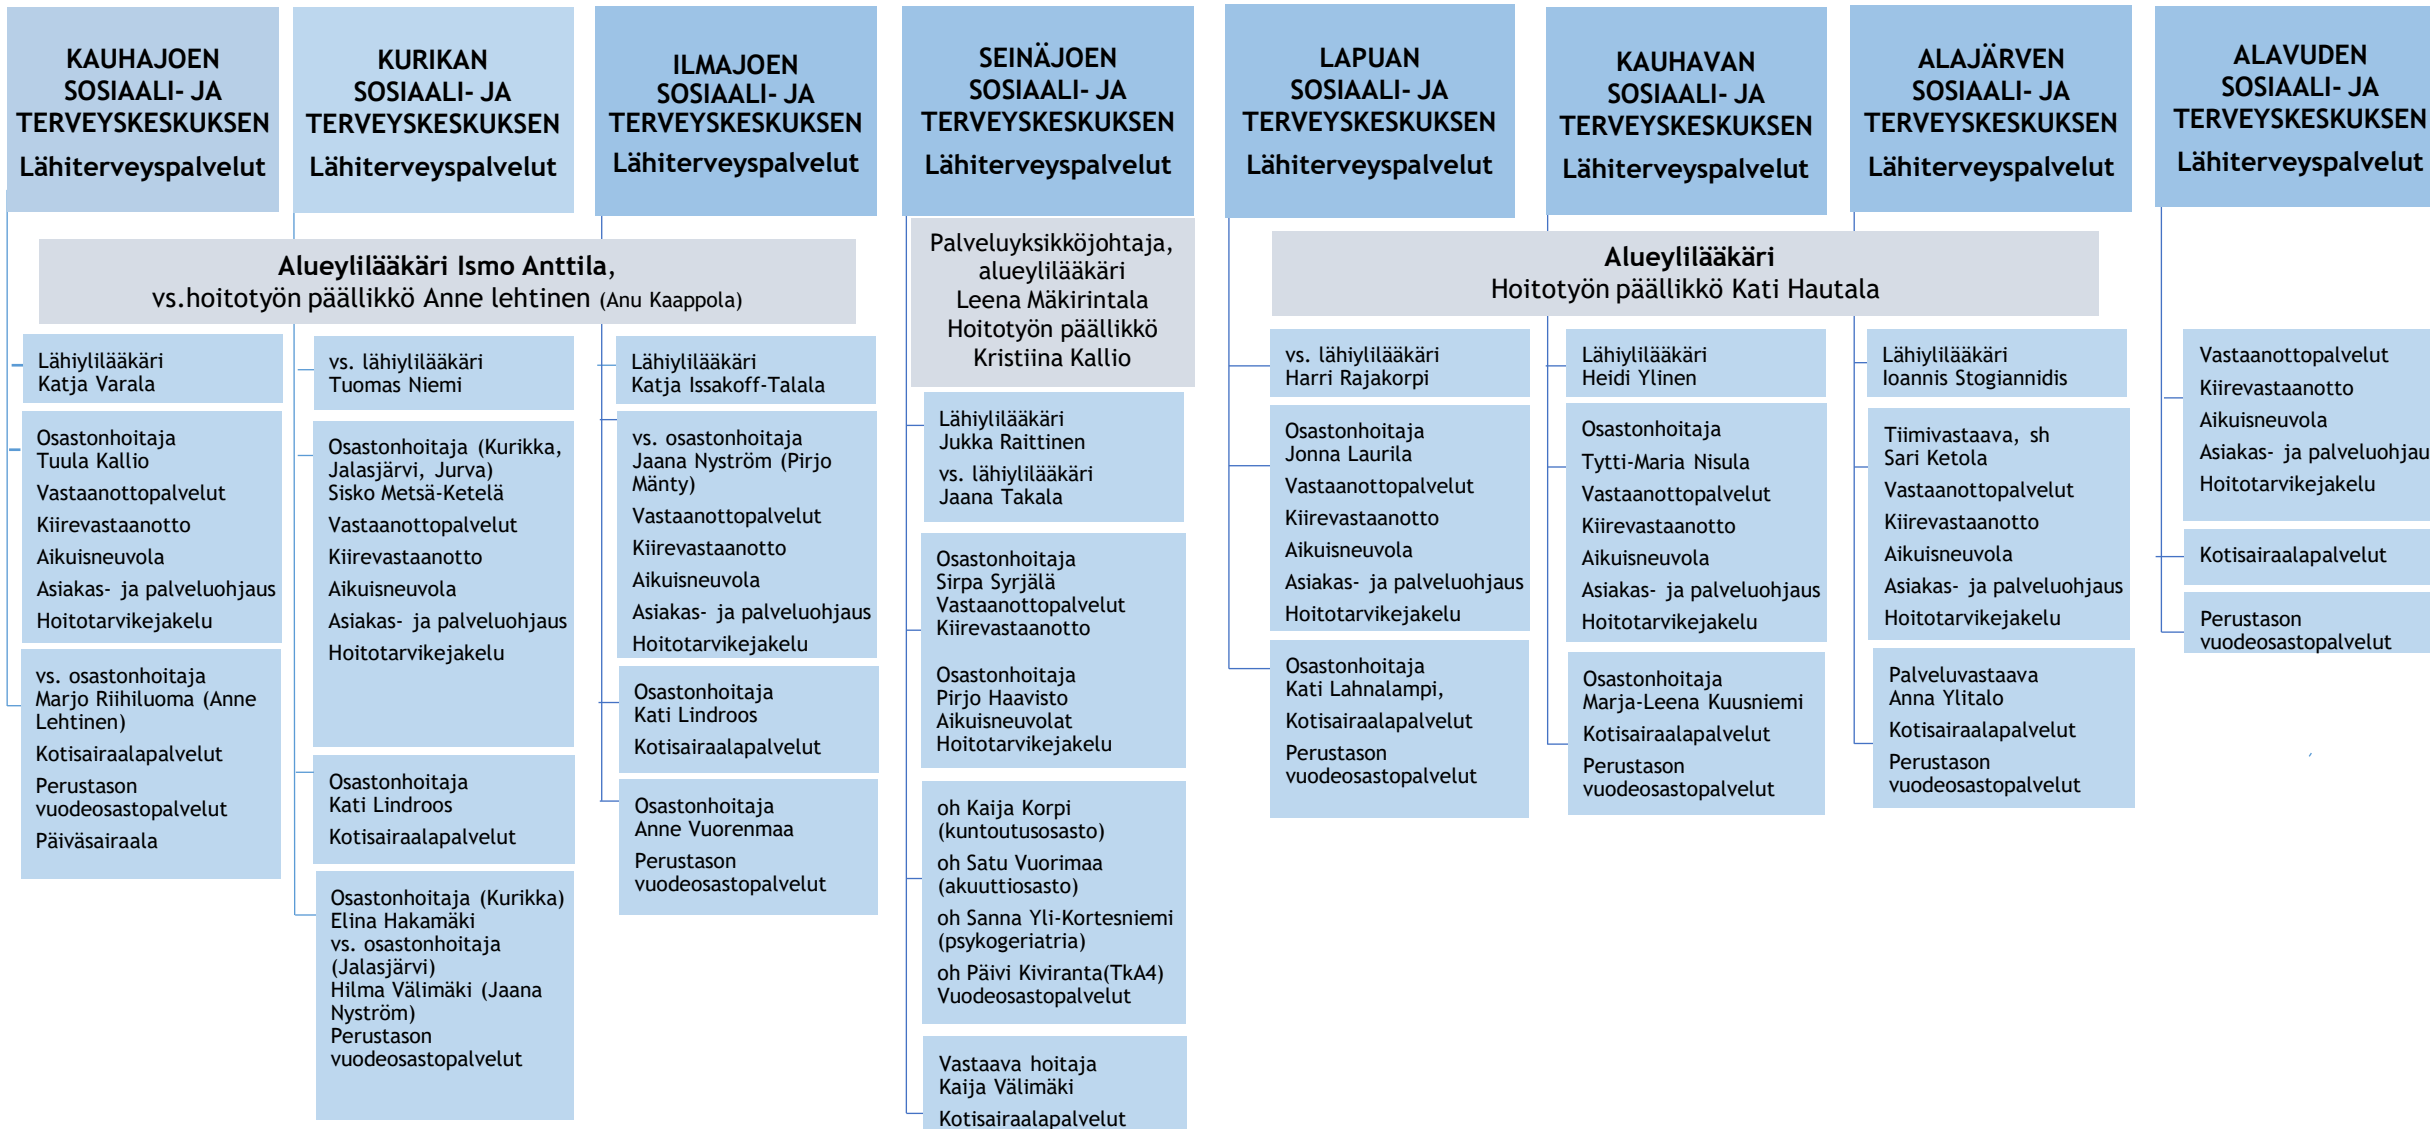 KAUHAJOEN
SOSIAALI- JA
TERVEYSKESKUKSEN
Lähiterveyspalvelut
KURIKAN
SOSIAALI- JA
TERVEYSKESKUKSEN
Lähiterveyspalvelut
ILMAJOEN
SOSIAALI- JA
TERVEYSKESKUKSEN
Lähiterveyspalvelut
SEINÄJOEN
SOSIAALI- JA
TERVEYSKESKUKSEN
Lähiterveyspalvelut
LAPUAN
SOSIAALI- JA
TERVEYSKESKUKSEN
Lähiterveyspalvelut
KAUHAVAN
SOSIAALI- JA
TERVEYSKESKUKSEN
Lähiterveyspalvelut
ALAJÄRVEN
SOSIAALI- JA
TERVEYSKESKUKSEN
Lähiterveyspalvelut
ALAVUDEN
SOSIAALI- JA
TERVEYSKESKUKSEN
Lähiterveyspalvelut
Alueylilääkäri Ismo Anttila,
vs.hoitotyön päällikkö Anne lehtinen (Anu Kaappola)
Palveluyksikköjohtaja,
alueylilääkäri
Leena Mäkirintala
Hoitotyön päällikkö
Kristiina Kallio
Alueylilääkäri
Hoitotyön päällikkö Kati Hautala
Lähiylilääkäri
Katja Varala
Osastonhoitaja
Tuula Kallio
Vastaanottopalvelut
Kiirevastaanotto
Aikuisneuvola
Asiakas- ja palveluohjaus
Hoitotarvikejakelu
vs. osastonhoitaja
Marjo Riihiluoma (Anne
Lehtinen)
Kotisairaalapalvelut
Perustason
vuodeosastopalvelut
Päiväsairaala
vs. lähiylilääkäri
Tuomas Niemi
Osastonhoitaja (Kurikka,
Jalasjärvi, Jurva)
Sisko Metsä-Ketelä
Vastaanottopalvelut
Kiirevastaanotto
Aikuisneuvola
Asiakas- ja palveluohjaus
Hoitotarvikejakelu
Osastonhoitaja
Kati Lindroos
Kotisairaalapalvelut
Osastonhoitaja (Kurikka)
Elina Hakamäki
vs. osastonhoitaja
(Jalasjärvi)
Hilma Välimäki (Jaana
Nyström)
Perustason
vuodeosastopalvelut
Lähiylilääkäri
Katja Issakoff-Talala
vs. osastonhoitaja
Jaana Nyström (Pirjo
Mänty)
Vastaanottopalvelut
Kiirevastaanotto
Aikuisneuvola
Asiakas- ja palveluohjaus
Hoitotarvikejakelu
Osastonhoitaja
Kati Lindroos
Kotisairaalapalvelut
Osastonhoitaja
Anne Vuorenmaa
Perustason
vuodeosastopalvelut
Lähiylilääkäri
Jukka Raittinen
vs. lähiylilääkäri
Jaana Takala
Osastonhoitaja
Sirpa Syrjälä
Vastaanottopalvelut
Kiirevastaanotto
Osastonhoitaja
Pirjo Haavisto
Aikuisneuvolat
Hoitotarvikejakelu
oh Kaija Korpi
(kuntoutusosasto)
oh Satu Vuorimaa
(akuuttiosasto)
oh Sanna Yli-Kortesniemi
(psykogeriatria)
oh Päivi Kiviranta(TkA4)
Vuodeosastopalvelut
Vastaava hoitaja
Kaija Välimäki
Kotisairaalapalvelut
vs. lähiylilääkäri
Harri Rajakorpi
Osastonhoitaja
Jonna Laurila
Vastaanottopalvelut
Kiirevastaanotto
Aikuisneuvola
Asiakas- ja palveluohjaus
Hoitotarvikejakelu
Osastonhoitaja
Kati Lahnalampi,
Kotisairaalapalvelut
Perustason
vuodeosastopalvelut
Lähiylilääkäri
Heidi Ylinen
Osastonhoitaja
Tytti-Maria Nisula
Vastaanottopalvelut
Kiirevastaanotto
Aikuisneuvola
Asiakas- ja palveluohjaus
Hoitotarvikejakelu
Osastonhoitaja
Marja-Leena Kuusniemi
Kotisairaalapalvelut
Perustason
vuodeosastopalvelut
Lähiylilääkäri
Ioannis Stogiannidis
Tiimivastaava, sh
Sari Ketola
Vastaanottopalvelut
Kiirevastaanotto
Aikuisneuvola
Asiakas- ja palveluohjaus
Hoitotarvikejakelu
Palveluvastaava
Anna Ylitalo
Kotisairaalapalvelut
Perustason
vuodeosastopalvelut
Vastaanottopalvelut
Kiirevastaanotto
Aikuisneuvola
Asiakas- ja palveluohjau
Hoitotarvikejakelu
Kotisairaalapalvelut
Perustason
vuodeosastopalvelut